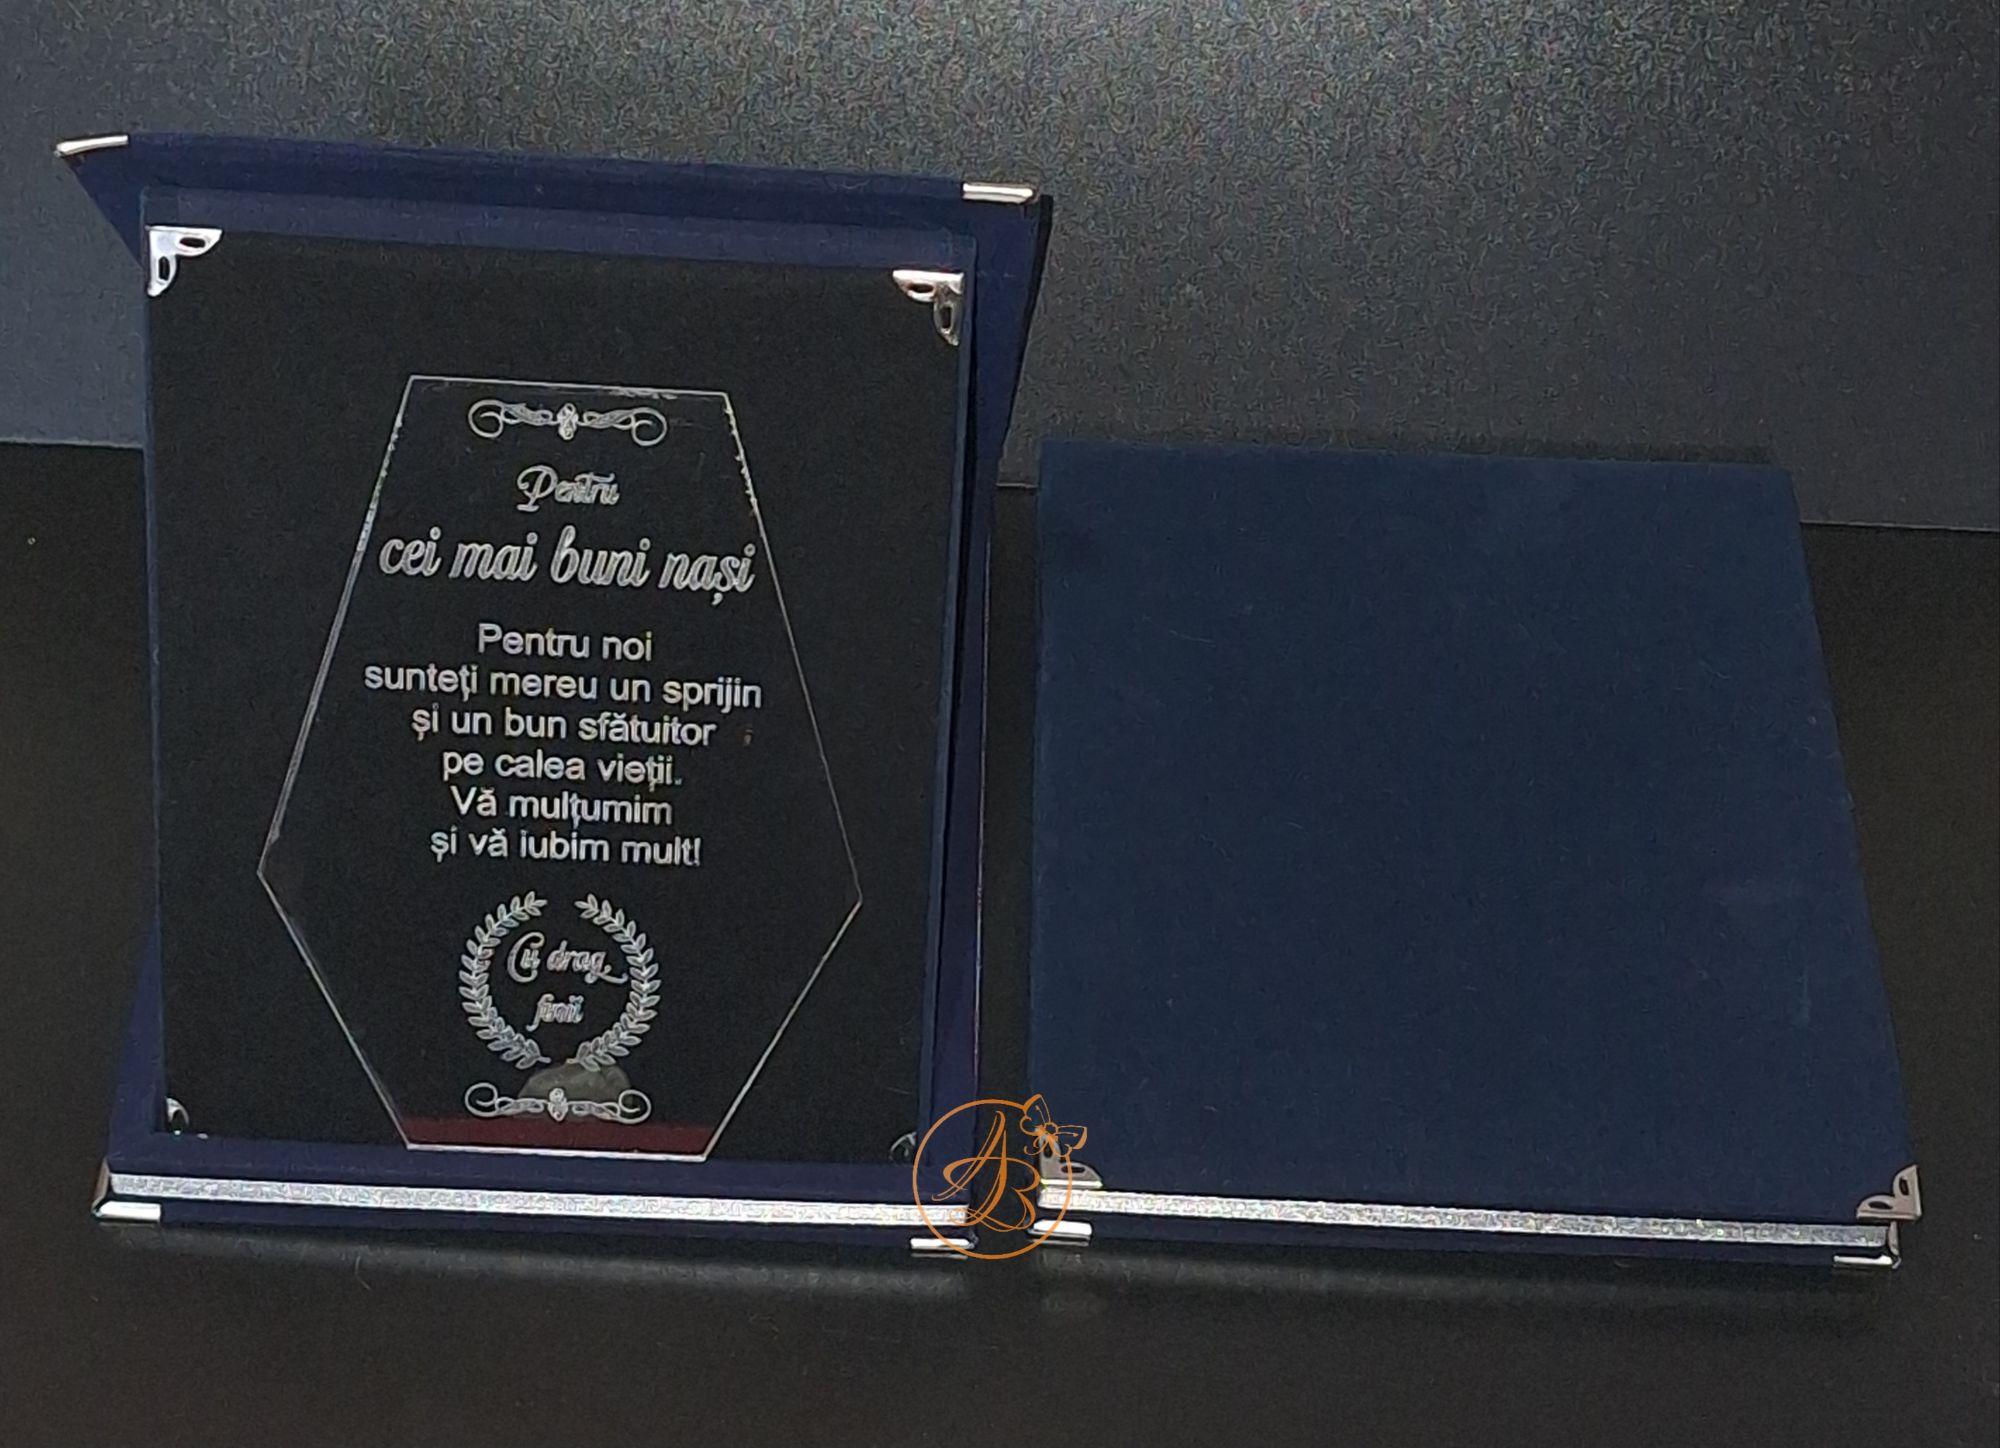 Pentru
cei mai buni nași
Pentru noi
sunteți mereu un sprijin
și un bun sfătuitor
pe calea vieții.
Vă mulțumim
și vă iubim mult!
Cu drag,
finii
AB